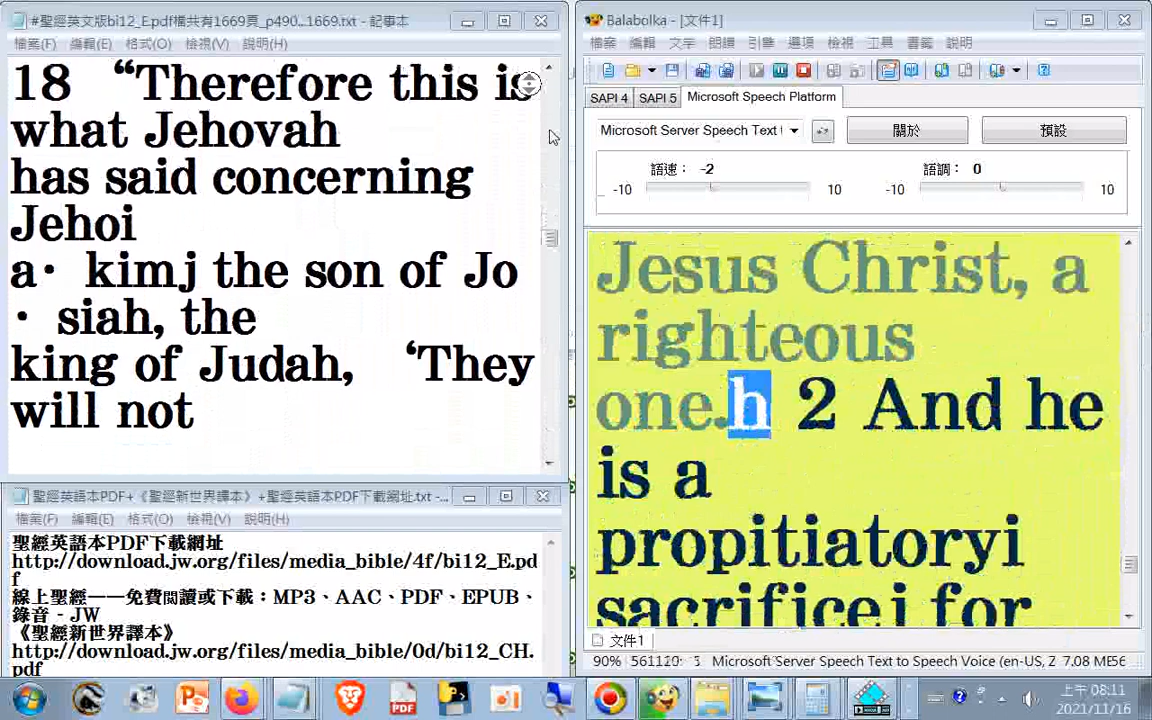 #聖經英文版bi12_E.pdf檔共有1669頁_p490...1669.txt - 記事本
檔案(F) 編輯(E) 格式(O) 檢視(V) 說明(H)
18 “Therefore this is
what Jehovah
has said concerning
Jehoi
a· kimj the son of Jo
· siah, the
king of Judah, ‘They
will not
聖經英語本PDF+《聖經新世界譯本》+聖經英語本PDF下載網址.txt -...
檔案(F) 編輯(E) 格式(O) 檢視(V) 說明(H)
聖經英語本PDF下載網址
http://download.jw.org/files/media_bible/4f/bi12_E.pd
f
線上聖經——免費閱讀或下載：MP3、AAC、PDF、EPUB、
錄音 - JW
《聖經新世界譯本》
http://download.jw.org/files/media_bible/0d/bi12_CH.
pdf
Balabolka - [文件1]
檔案 編輯 文字 朗讀 引擎 選項 檢視 工具 書籤 說明
SAPI 4 SAPI 5 Microsoft Speech Platform
Microsoft Server Speech Text 關於 預設
語速： -2 語調： 0
-10 10 -10 10
Jesus Christ, a
righteous
one.h 2 And he
is a
propitiatoryi
sacrificej for
文件1
90% 561120: Microsoft Server Speech Text to Speech Voice (en-US, Z 7.08 ME56
上午 08:11
2021/11/16